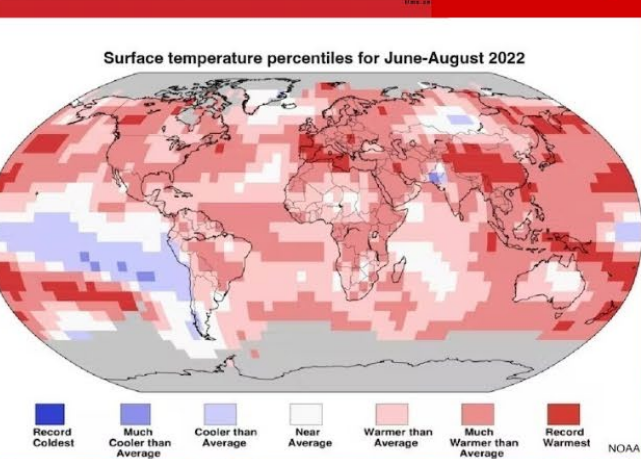 Surface temperature percentiles for June-August 2022
Record
Coldest
Much
Cooler than
Average
Cooler than
Average
Near
Average
Warmer than
Average
Much
Warmer than
Average
Record
Warmest
NOAA